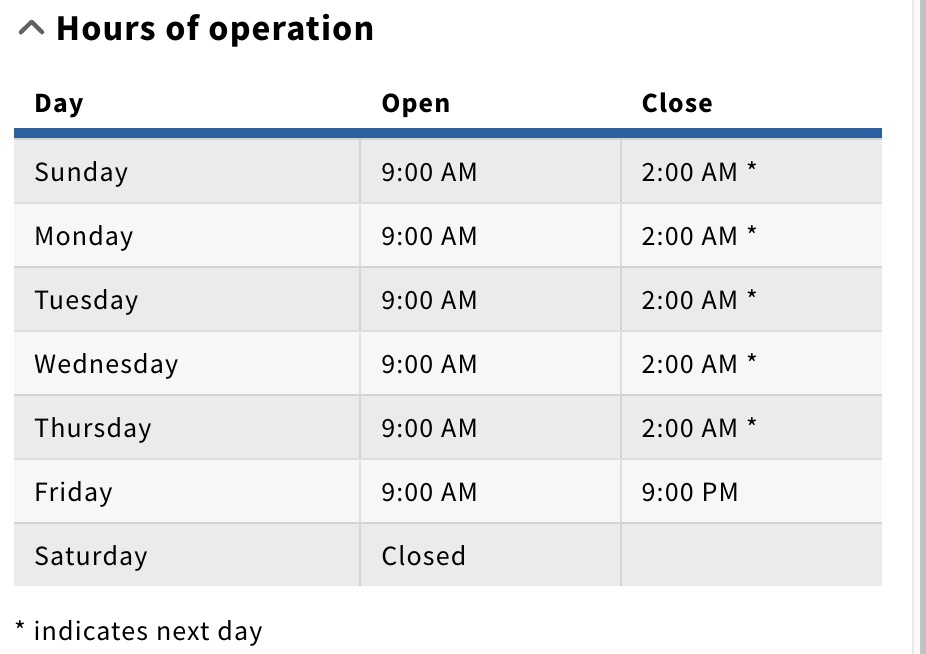 Hours of operation
Day Open Close
Sunday 9:00 AM 2:00 AM *
Monday 9:00 AM 2:00 AM *
Tuesday 9:00 AM 2:00 AM *
Wednesday 9:00 AM 2:00 AM *
Thursday 9:00 AM 2:00 AM *
Friday 9:00 AM 9:00 PM
Saturday Closed
* indicates next day